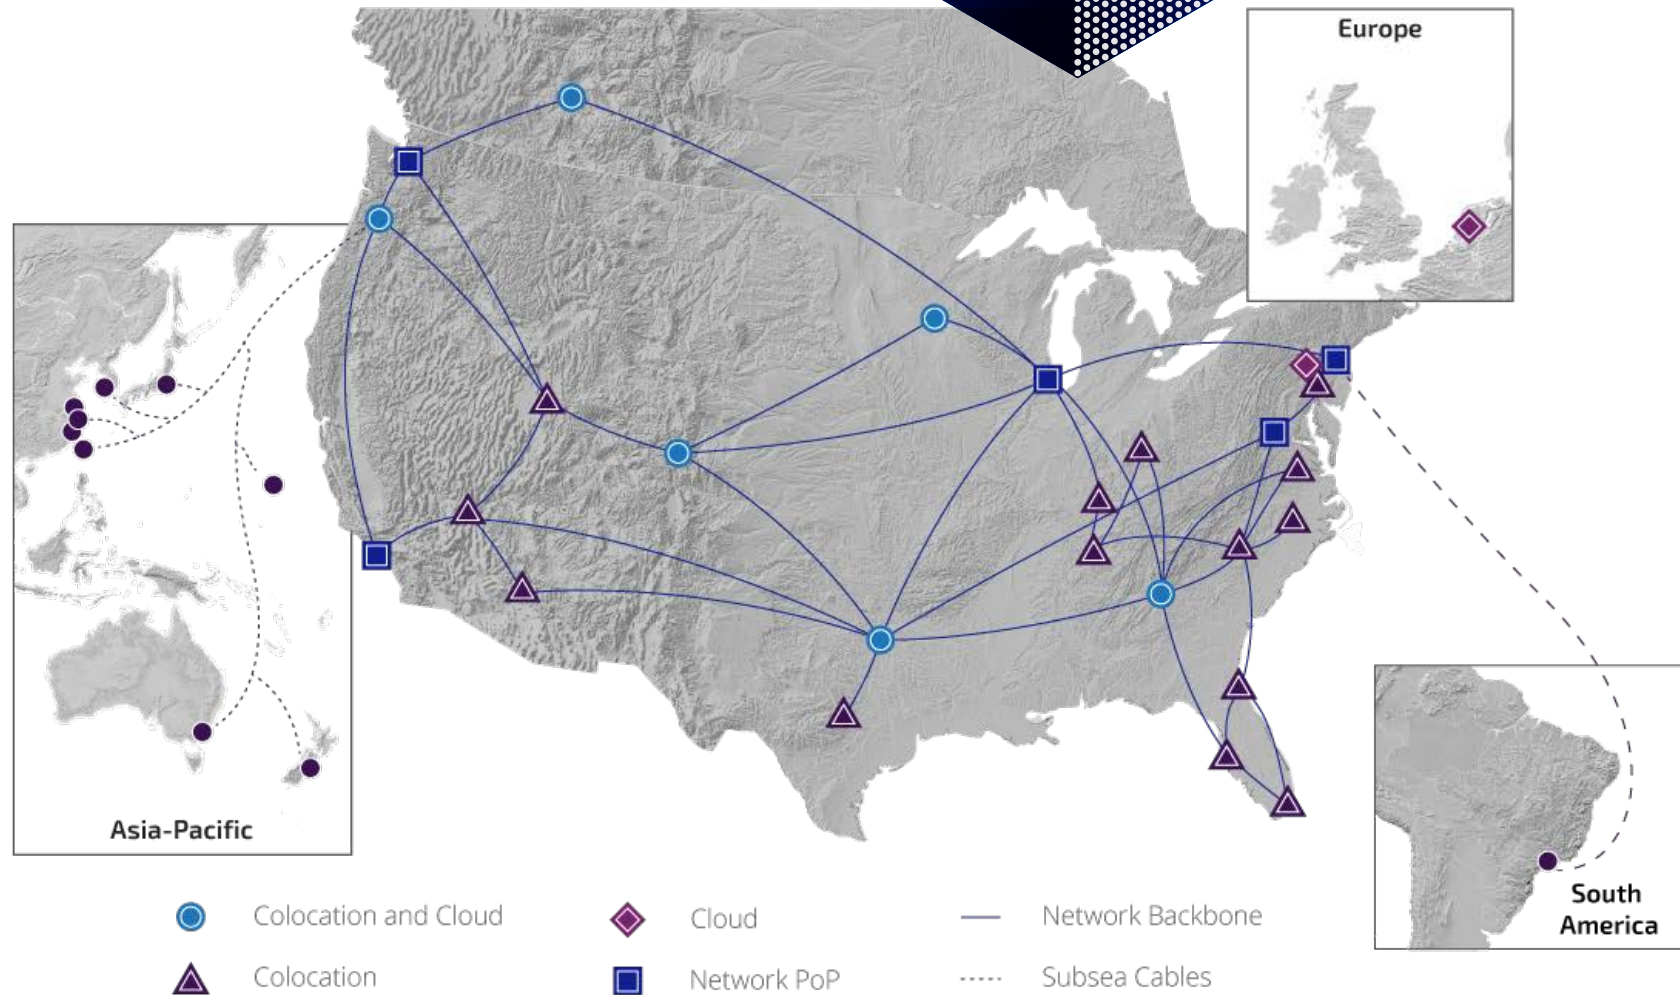 Europe
Asia-Pacific
South
America
Colocation and Cloud
Cloud
Network Backbone
Colocation
Network PoP
Subsea Cables